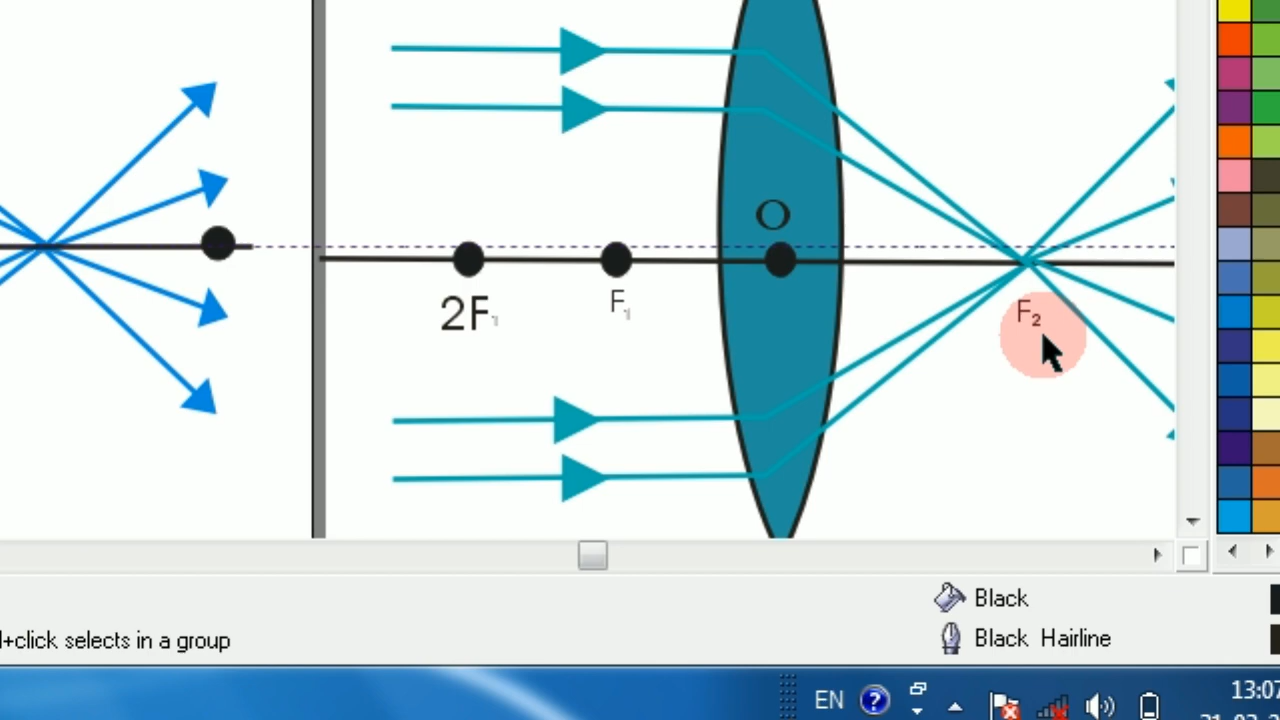 O
2F₁
F₁
F₂
Black
+click selects in a group
Black Hairline
EN
13:07